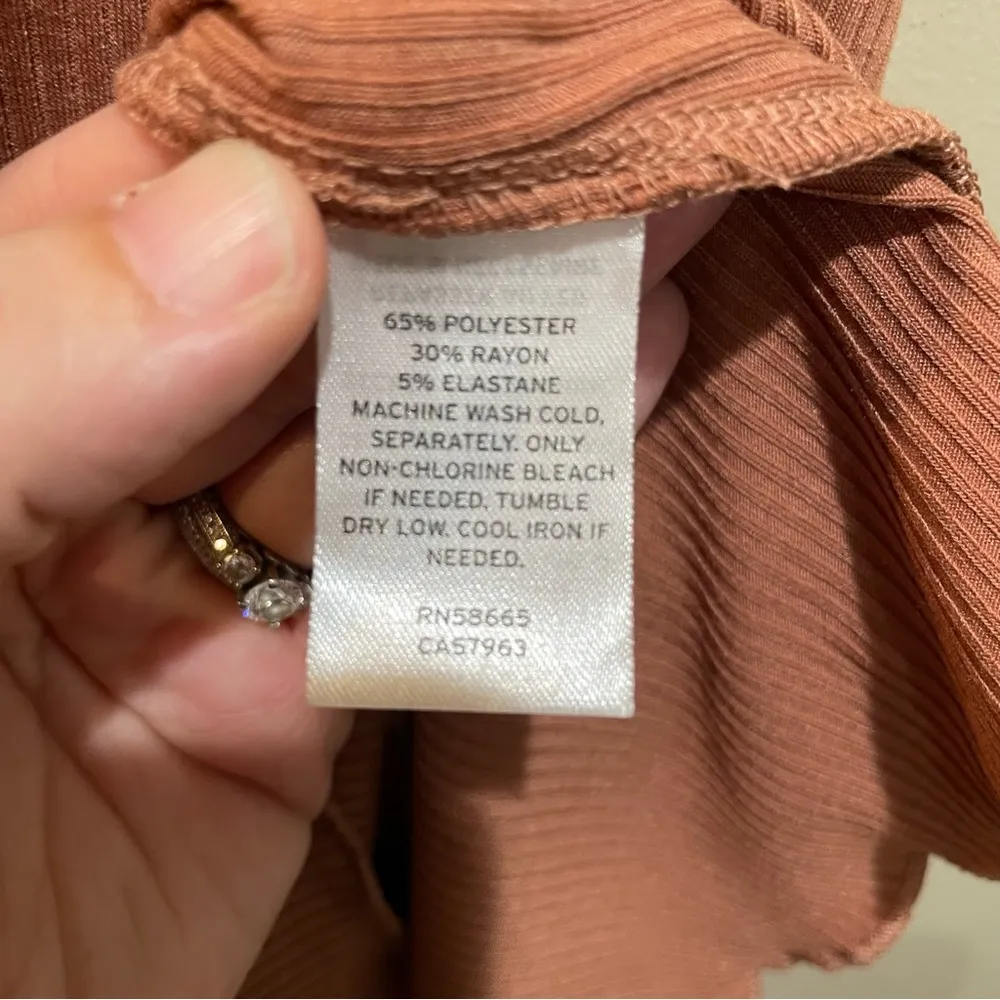 65% POLYESTER
30% RAYON
5% ELASTANE
MACHINE WASH COLD,
SEPARATELY. ONLY
NON-CHLORINE BLEACH
IF NEEDED. TUMBLE
DRY LOW. COOL IRON IF
NEEDED.
RN58665
CA57963